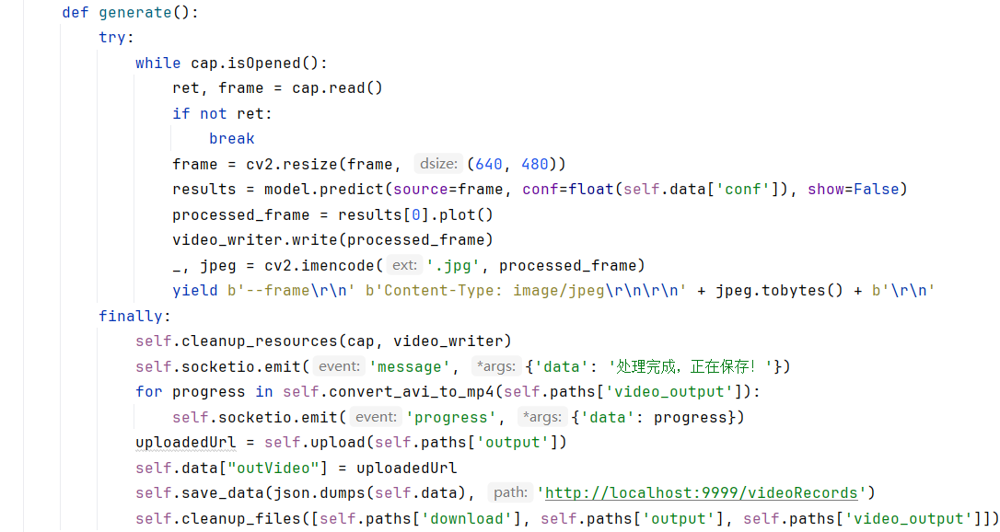 def generate():
try:
while cap.isOpened():
ret, frame = cap.read()
if not ret:
break
frame = cv2.resize(frame, dsize: (640, 480))
results = model.predict(source=frame, conf=float(self.data['conf']), show=False)
processed_frame = results[0].plot()
video_writer.write(processed_frame)
_, jpeg = cv2.imencode( ext: '.jpg', processed_frame)
yield b'--frame\r\n' b'Content-Type: image/jpeg\r\n\r\n' + jpeg.tobytes() + b'\r\n'
finally:
self.cleanup_resources(cap, video_writer)
self.socketio.emit( event: 'message', *args: {'data': '处理完成，正在保存！'})
for progress in self.convert_avi_to_mp4(self.paths['video_output']):
self.socketio.emit( event: 'progress', *args: {'data': progress})
uploadedUrl = self.upload(self.paths['output'])
self.data["outVideo"] = uploadedUrl
self.save_data(json.dumps(self.data), path: 'http://localhost:9999/videoRecords')
self.cleanup_files([self.paths['download'], self.paths['output'], self.paths['video_output']])